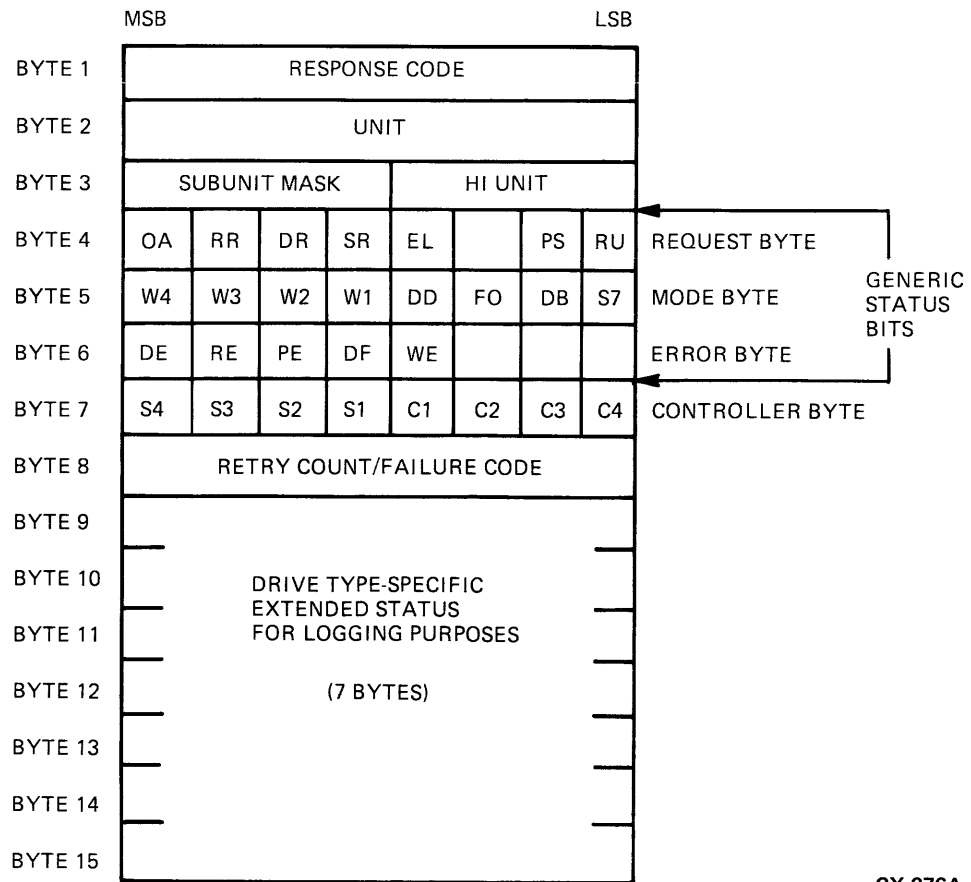 MSB LSB
BYTE 1 RESPONSE CODE
BYTE 2 UNIT
BYTE 3 SUBUNIT MASK HI UNIT
BYTE 4 OA RR DR SR EL PS RU REQUEST BYTE
BYTE 5 W4 W3 W2 W1 DD FO DB S7 MODE BYTE
GENERIC
STATUS
BITS
BYTE 6 DE RE PE DF WE ERROR BYTE
BYTE 7 S4 S3 S2 S1 C1 C2 C3 C4 CONTROLLER BYTE
BYTE 8 RETRY COUNT/FAILURE CODE
BYTE 9
BYTE 10 DRIVE TYPE-SPECIFIC
EXTENDED STATUS
BYTE 11 FOR LOGGING PURPOSES
BYTE 12 (7 BYTES)
BYTE 13
BYTE 14
BYTE 15